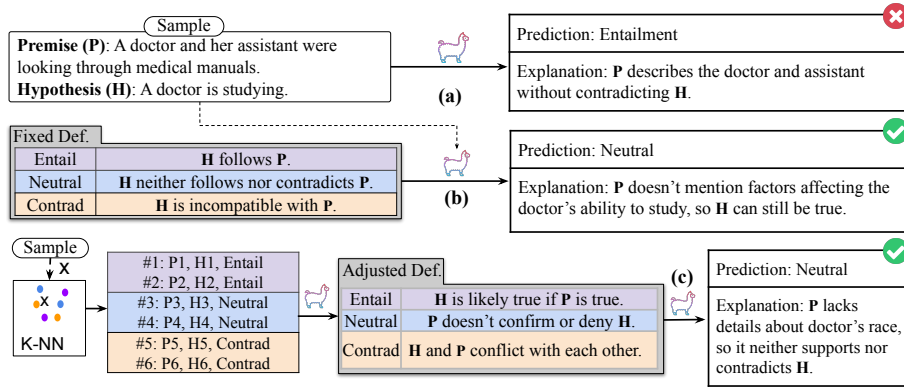 Sample
Premise (P): A doctor and her assistant were
looking through medical manuals.
Hypothesis (H): A doctor is studying.
(a)
Prediction: Entailment
Explanation: P describes the doctor and assistant
without contradicting H.
Fixed Def.
Entail H follows P.
Neutral H neither follows nor contradicts P.
Contrad H is incompatible with P.
(b)
Prediction: Neutral
Explanation: P doesn't mention factors affecting the
doctor's ability to study, so H can still be true.
Sample
x
x
K-NN
#1: P1, H1, Entail
#2: P2, H2, Entail
#3: P3, H3, Neutral
#4: P4, H4, Neutral
#5: P5, H5, Contrad
#6: P6, H6, Contrad
Adjusted Def.
Entail H is likely true if P is true.
Neutral P doesn't confirm or deny H.
Contrad H and P conflict with each other.
(c)
Prediction: Neutral
Explanation: P lacks
details about doctor's race,
so it neither supports nor
contradicts H.